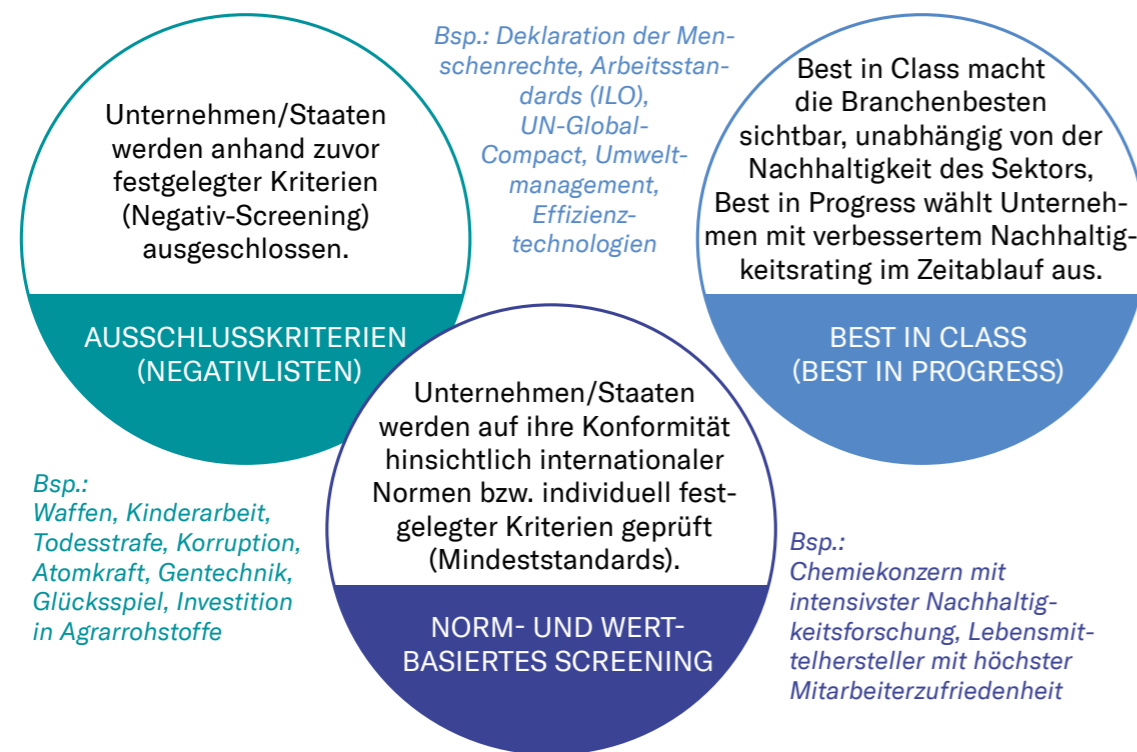 Unternehmen/Staaten
werden anhand zuvor
festgelegter Kriterien
(Negativ-Screening)
ausgeschlossen.
AUSSCHLUSSKRITERIEN
(NEGATIVLISTEN)
Bsp.:
Waffen, Kinderarbeit,
Todesstrafe, Korruption,
Atomkraft, Gentechnik,
Glücksspiel, Investition
in Agrarrohstoffe
Bsp.: Deklaration der Men-
schenrechte, Arbeitsstan-
dards (ILO),
UN-Global-
Compact, Umwelt-
management,
Effizienz-
technologien
Unternehmen/Staaten
werden auf ihre Konformität
hinsichtlich internationaler
Normen bzw. individuell fest-
gelegter Kriterien geprüft
(Mindeststandards).
NORM- UND WERT-
BASIERTES SCREENING
Best in Class macht
die Branchenbesten
sichtbar, unabhängig von der
Nachhaltigkeit des Sektors,
Best in Progress wählt Unterneh-
men mit verbessertem Nachhaltig-
keitsrating im Zeitablauf aus.
BEST IN CLASS
(BEST IN PROGRESS)
Bsp.:
Chemiekonzern mit
intensivster Nachhaltig-
keitsforschung, Lebensmit-
telhersteller mit höchster
Mitarbeiterzufriedenheit